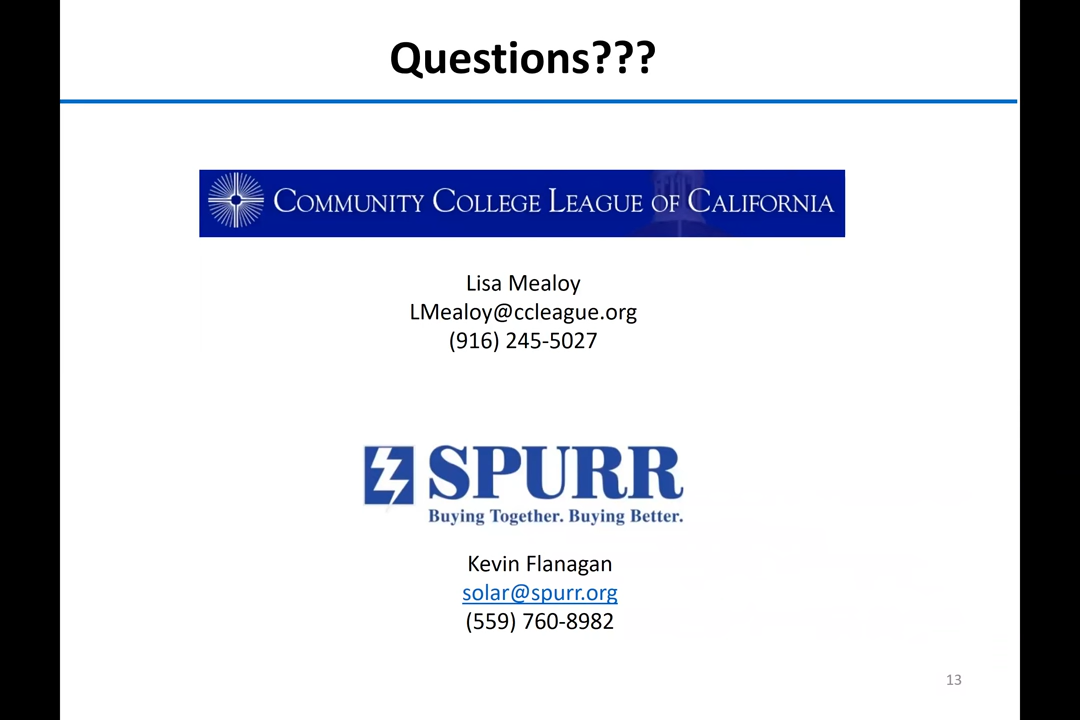 Questions???
COMMUNITY COLLEGE LEAGUE OF CALIFORNIA
Lisa Mealoy
LMealoy@ccleague.org
(916) 245-5027
SPURR
Buying Together. Buying Better.
Kevin Flanagan
solar@spurr.org
(559) 760-8982
13